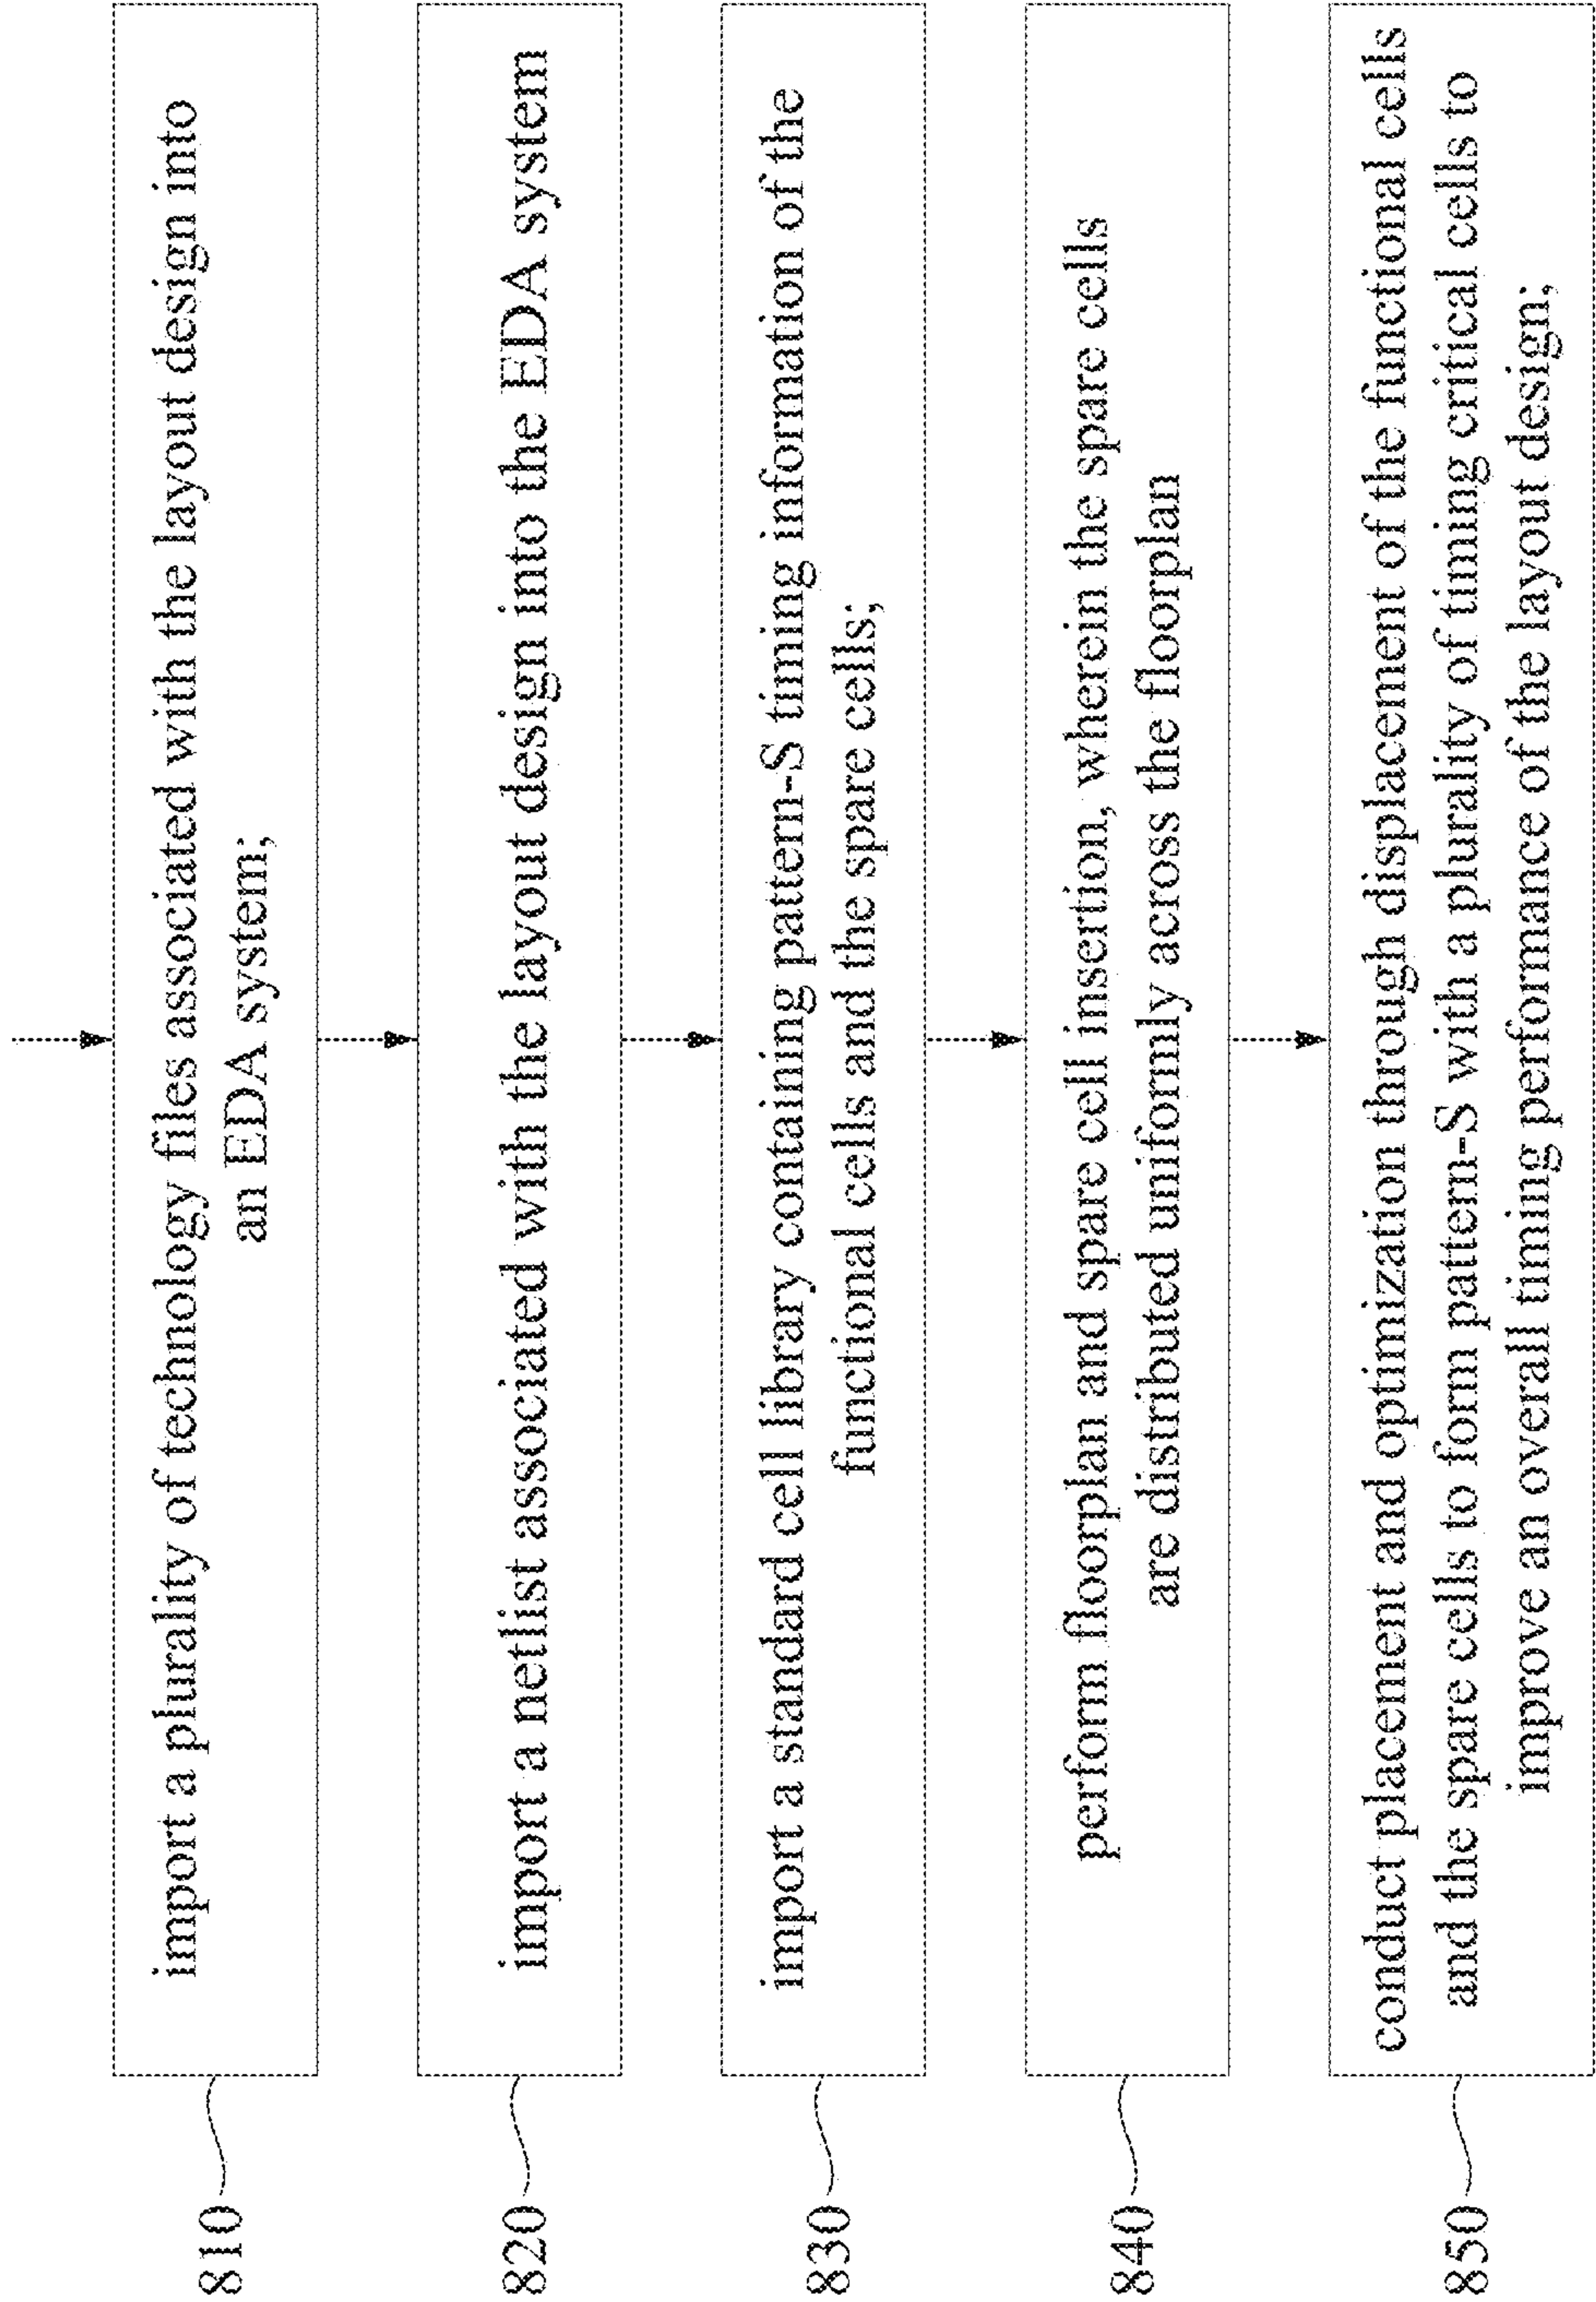 810
import a plurality of technology files associated with the layout design into
an EDA system;
820
import a netlist associated with the layout design into the EDA system
830
import a standard cell library containing pattern-S timing information of the
functional cells and the spare cells;
840
perform floorplan and spare cell insertion, wherein the spare cells
are distributed uniformly across the floorplan
850
conduct placement and optimization through displacement of the functional cells
and the spare cells to form pattern-S with a plurality of timing critical cells to
improve an overall timing performance of the layout design;